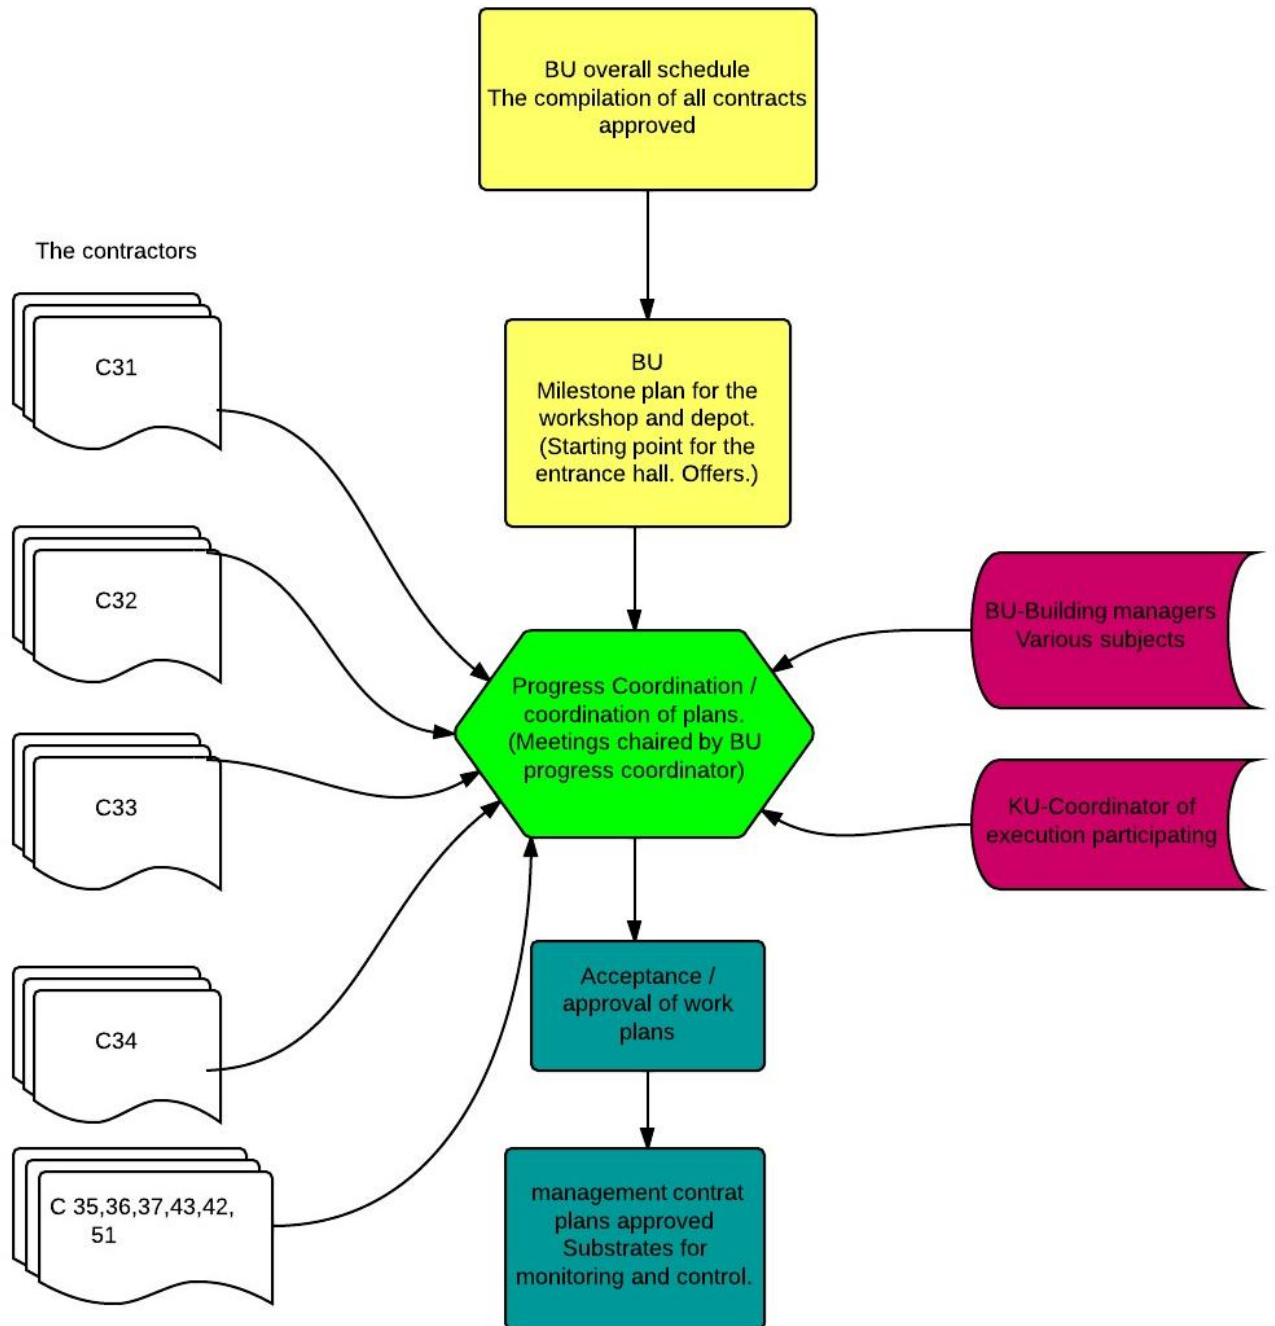 BU overall schedule
The compilation of all contracts
approved
The contractors
C31
BU
Milestone plan for the
workshop and depot.
(Starting point for the
entrance hall. Offers.)
C32
BU-Building managers
Various subjects
Progress Coordination /
coordination of plans.
(Meetings chaired by BU
progress coordinator)
C33
KU-Coordinator of
execution participating
C34
Acceptance /
approval of work
plans
C 35,36,37,43,42,
51
management contrat
plans approved
Substrates for
monitoring and control.